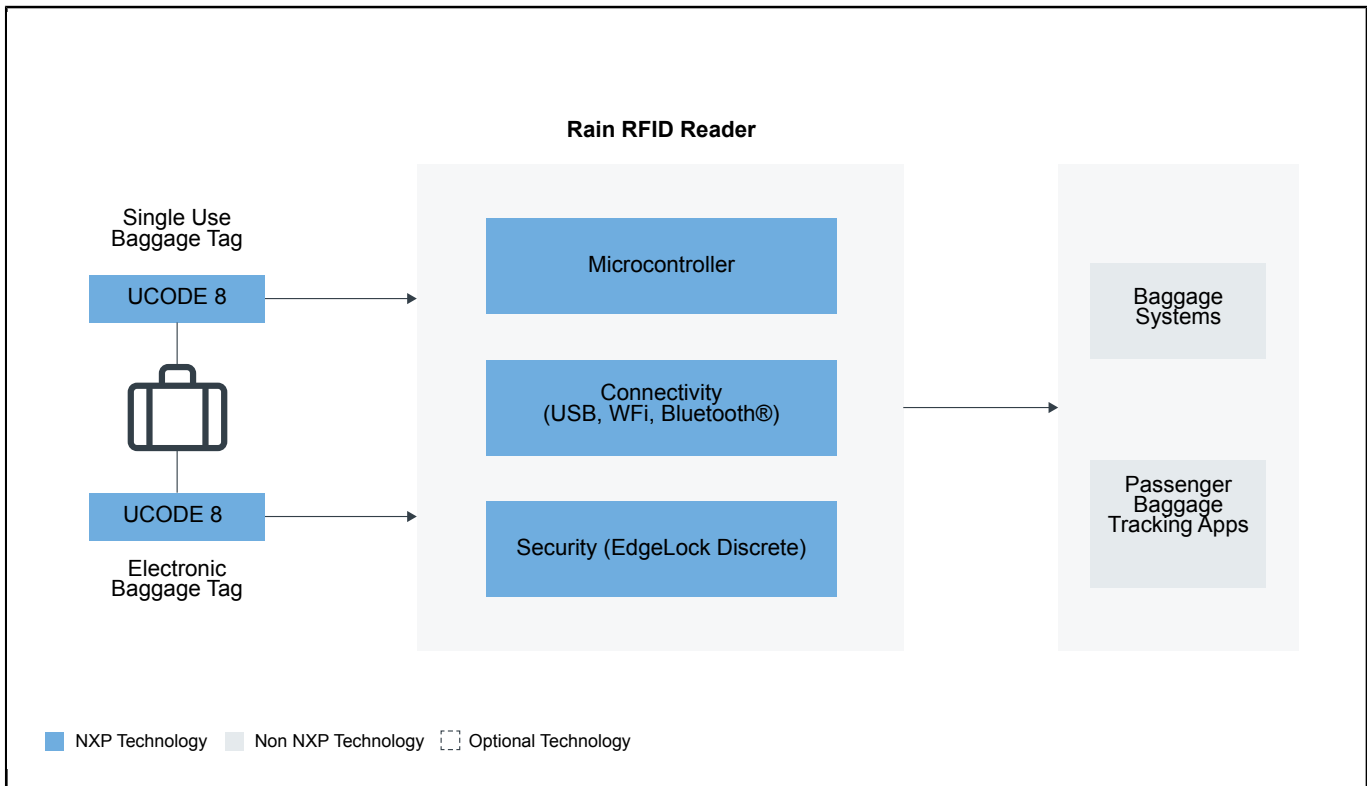 Rain RFID Reader
Single Use
Baggage Tag
UCODE 8
UCODE 8
Electronic
Baggage Tag
Microcontroller
Connectivity
(USB, WFi, Bluetooth®)
Security (EdgeLock Discrete)
Baggage
Systems
Passenger
Baggage
Tracking Apps
NXP Technology
Non NXP Technology
Optional Technology